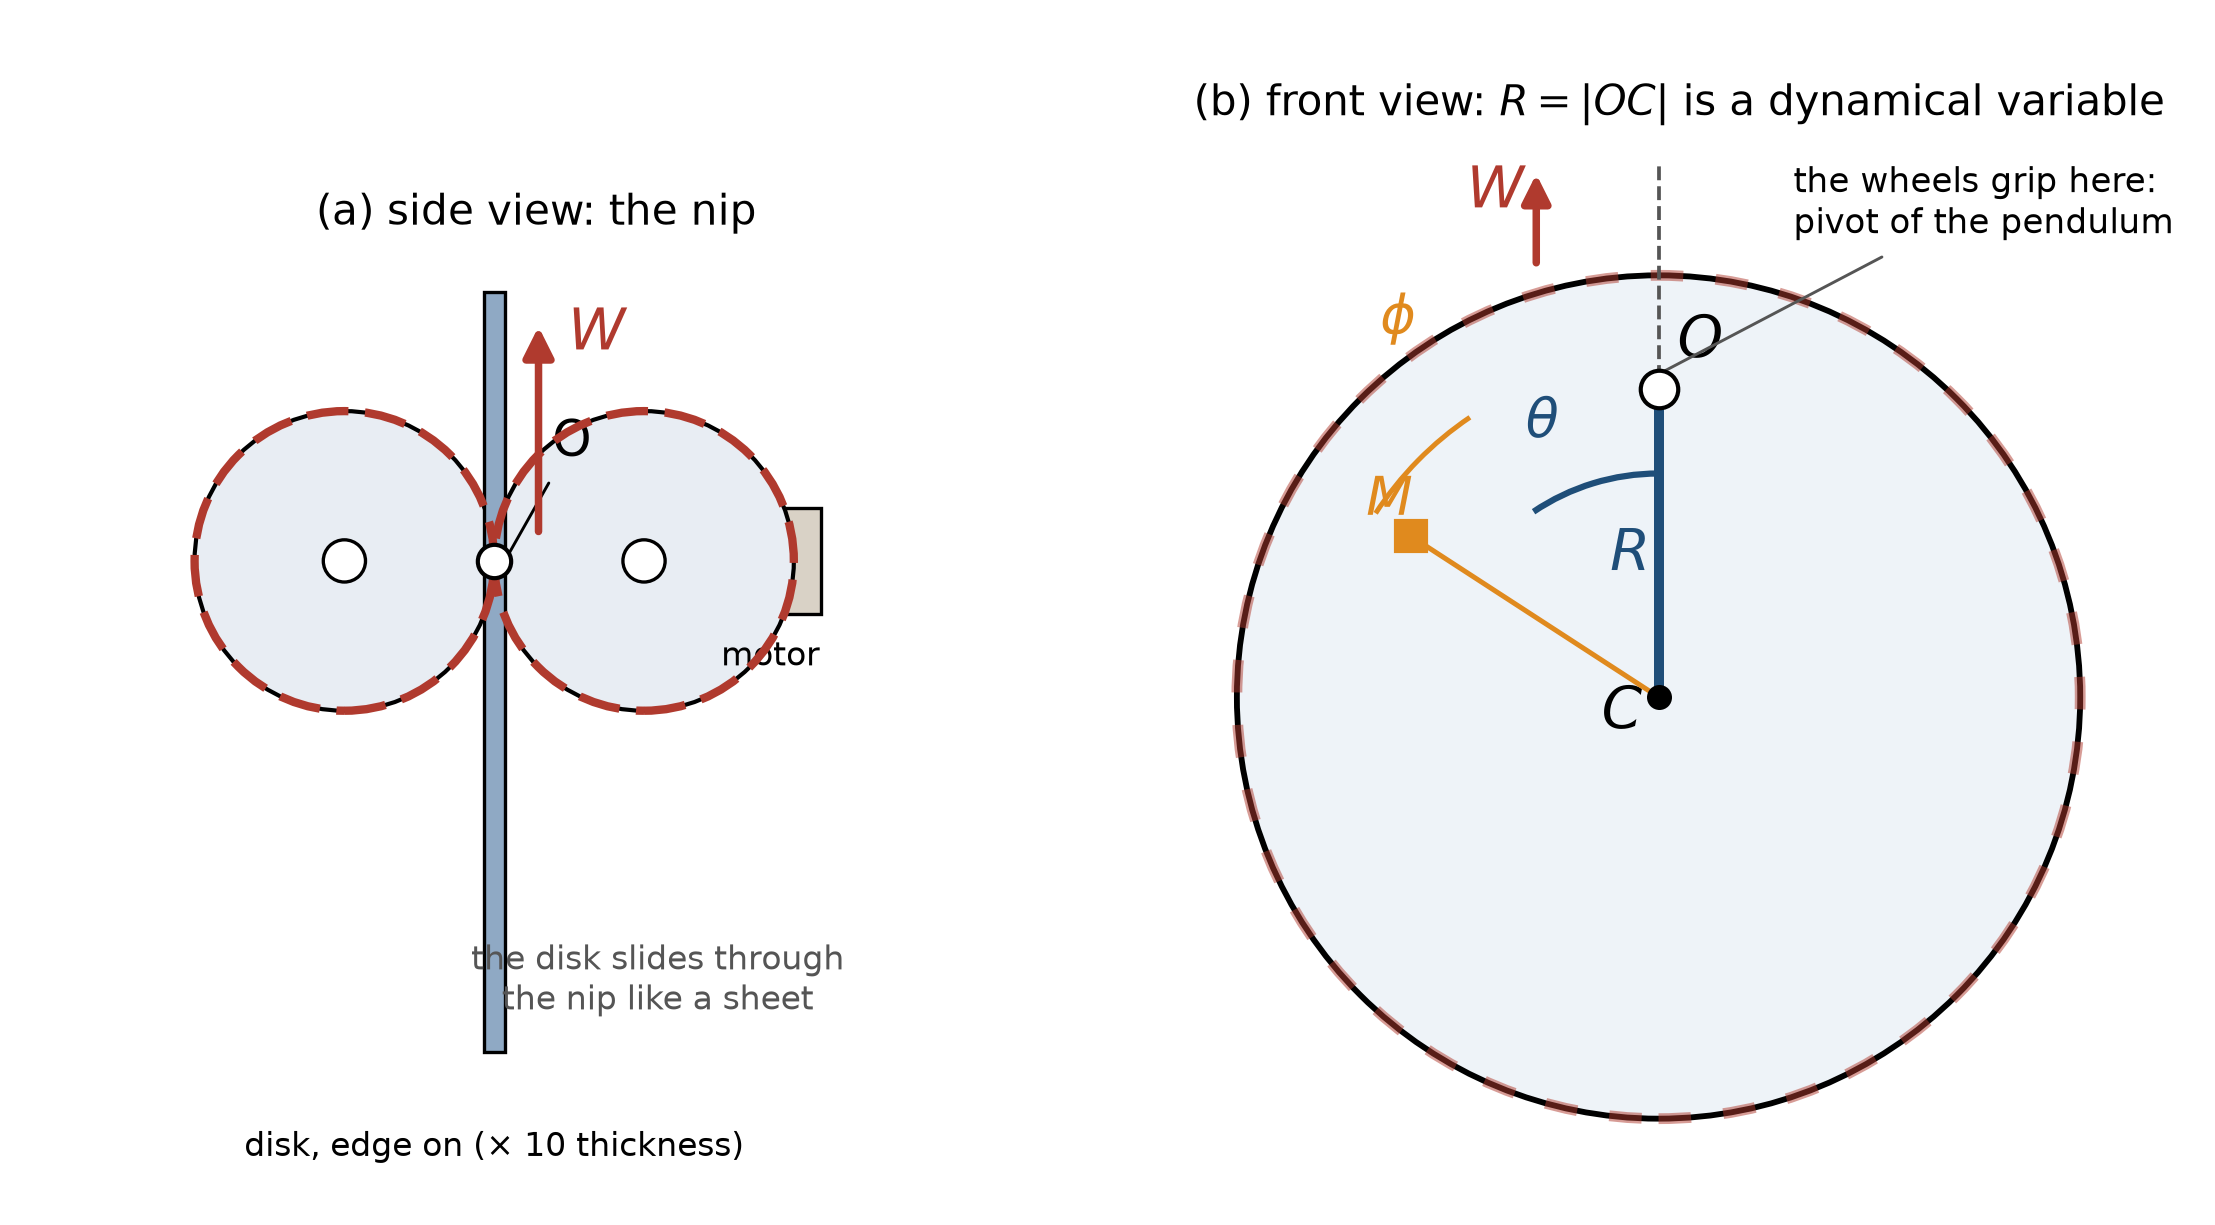 (a) side view: the nip
W
O
motor
the disk slides through
the nip like a sheet
disk, edge on (× 10 thickness)
(b) front view: R = |OC| is a dynamical variable
W
the wheels grip here:
pivot of the pendulum
ϕ
O
θ
M
R
C